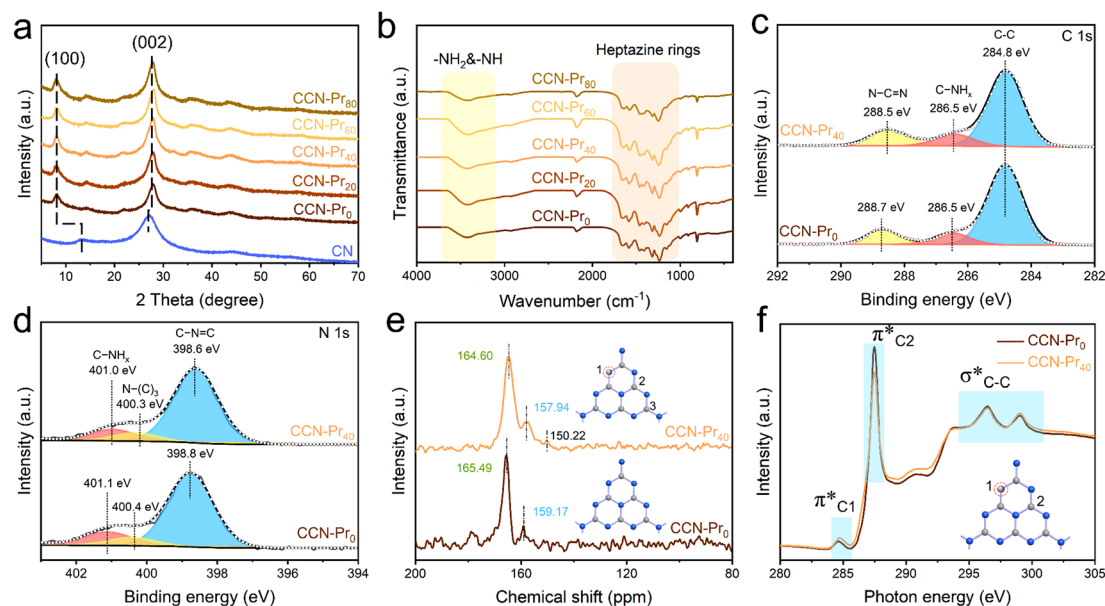 a
(100)
(002)
CCN-Pr80
CCN-Pr60
CCN-Pr40
CCN-Pr20
CCN-Pr0
CN
Intensity (a.u.)
10 20 30 40 50 60 70
2 Theta (degree)
b
-NH2&-NH
Heptazine rings
CCN-Pr80
CCN-Pr60
CCN-Pr40
CCN-Pr20
CCN-Pr0
Transmittance (a.u.)
4000 3000 2000 1000
Wavenumber (cm-1)
c
C 1s
C-C
284.8 eV
N−C=N
288.5 eV
C−NHx
286.5 eV
CCN-Pr40
288.7 eV
286.5 eV
CCN-Pr0
Intensity (a.u.)
292 290 288 286 284 282
Binding energy (eV)
d
N 1s
C−N=C
398.6 eV
C−NHx
401.0 eV
N−(C)3
400.3 eV
CCN-Pr40
398.8 eV
401.1 eV
400.4 eV
CCN-Pr0
Intensity (a.u.)
402 400 398 396 394
Binding energy (eV)
e
164.60
157.94
150.22
1
2
3
CCN-Pr40
165.49
159.17
CCN-Pr0
Intensity (a.u.)
200 160 120 80
Chemical shift (ppm)
f
π*C2
CCN-Pr0
CCN-Pr40
σ*C-C
π*C1
1
2
Intensity (a.u.)
280 285 290 295 300 305
Photon energy (eV)